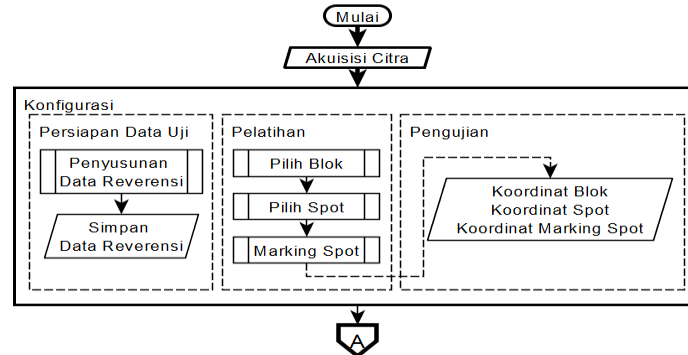 Mulai
Akuisisi Citra
Konfigurasi
Persiapan Data Uji
Penyusunan
Data Reverensi
Simpan
Data Reverensi
Pelatihan
Pilih Blok
Pilih Spot
Marking Spot
Pengujian
Koordinat Blok
Koordinat Spot
Koordinat Marking Spot
A